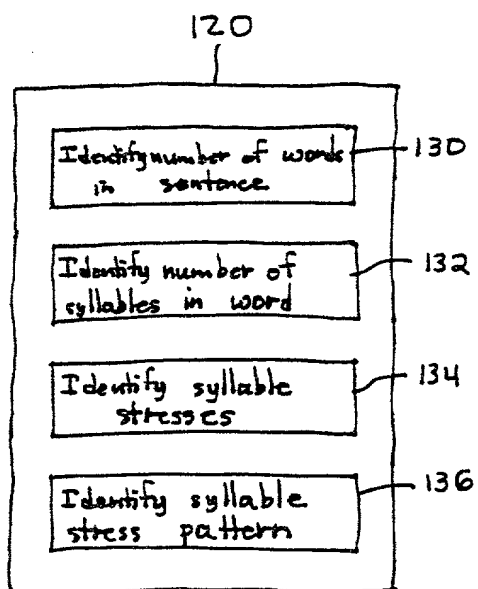 120
Identify number of words
in sentence
130
Identify number of
syllables in word
132
Identify syllable
stresses
134
Identify syllable
stress pattern
136